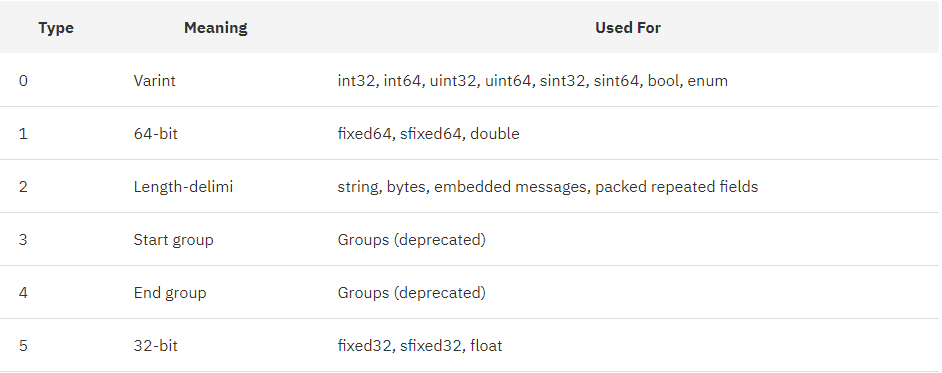 Type Meaning Used For
0 Varint int32, int64, uint32, uint64, sint32, sint64, bool, enum
1 64-bit fixed64, sfixed64, double
2 Length-delimi string, bytes, embedded messages, packed repeated fields
3 Start group Groups (deprecated)
4 End group Groups (deprecated)
5 32-bit fixed32, sfixed32, float